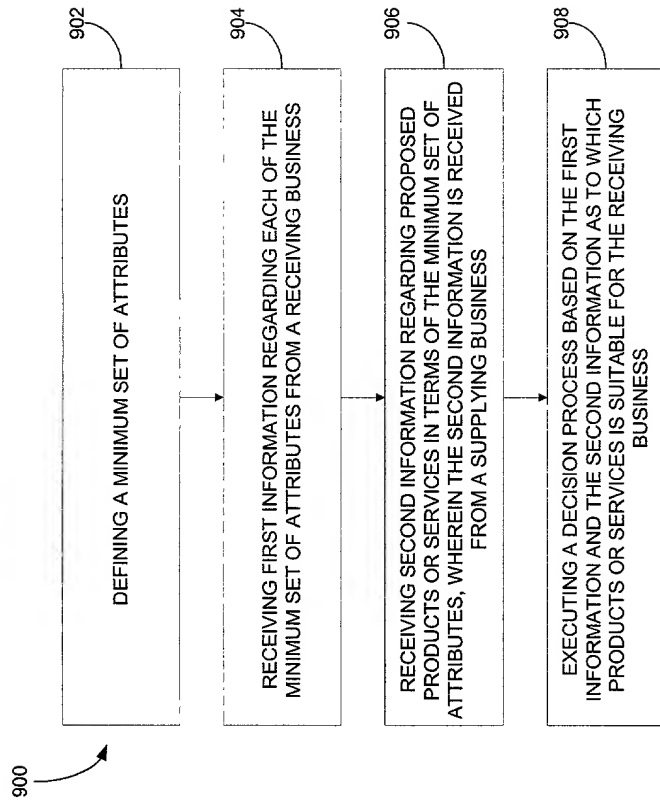 900
902
DEFINING A MINIMUM SET OF ATTRIBUTES
904
RECEIVING FIRST INFORMATION REGARDING EACH OF THE
MINIMUM SET OF ATTRIBUTES FROM A RECEIVING BUSINESS
906
RECEIVING SECOND INFORMATION REGARDING PROPOSED
PRODUCTS OR SERVICES IN TERMS OF THE MINIMUM SET OF
ATTRIBUTES, WHEREIN THE SECOND INFORMATION IS RECEIVED
FROM A SUPPLYING BUSINESS
908
EXECUTING A DECISION PROCESS BASED ON THE FIRST
INFORMATION AND THE SECOND INFORMATION AS TO WHICH
PRODUCTS OR SERVICES IS SUITABLE FOR THE RECEIVING
BUSINESS